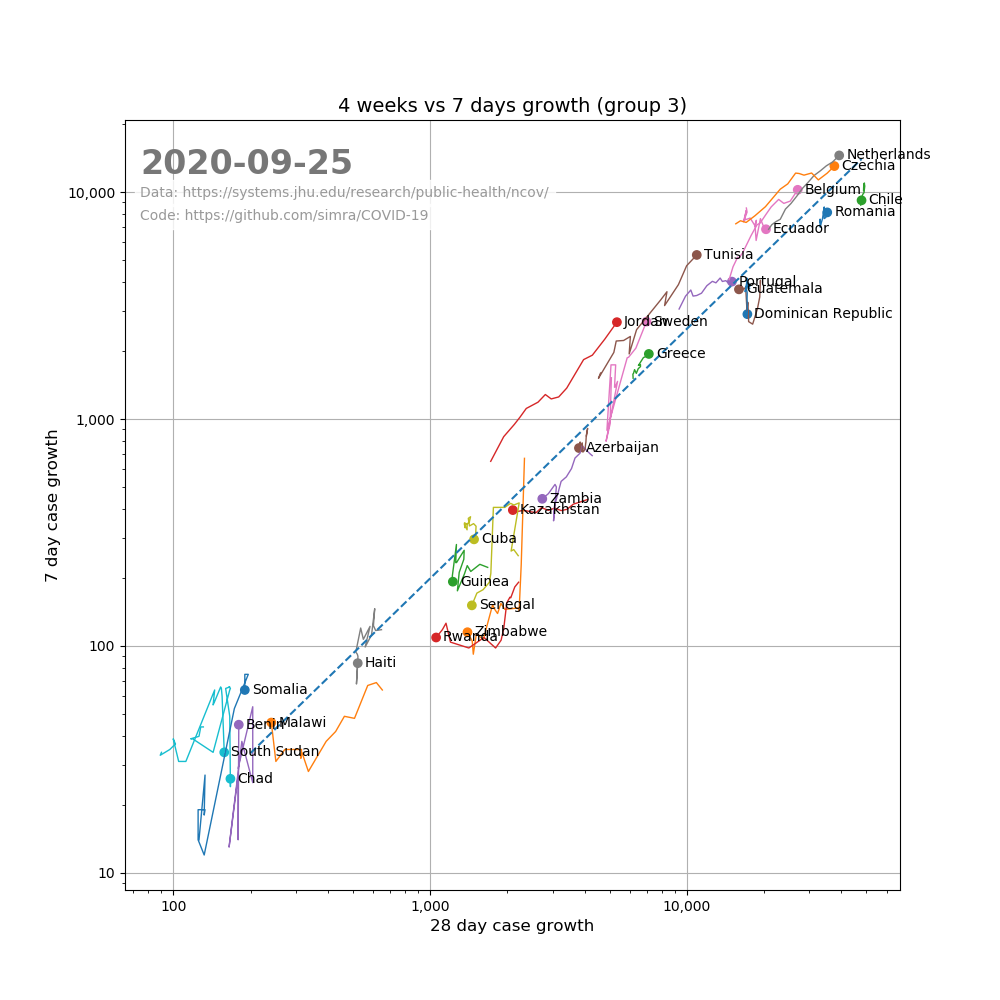 4 weeks vs 7 days growth (group 3)
2020-09-25
Data: https://systems.jhu.edu/research/public-health/ncov/
Code: https://github.com/simra/COVID-19
Netherlands
Czechia
Belgium
Chile
Romania
Ecuador
Tunisia
Portugal
Guatemala
Dominican Republic
Jordan
Sweden
Greece
Azerbaijan
Zambia
Kazakhstan
Cuba
Guinea
Senegal
Zimbabwe
Rwanda
Haiti
Somalia
Benin
Malawi
South Sudan
Chad
10,000
1,000
100
10
7 day case growth
100
1,000
10,000
28 day case growth